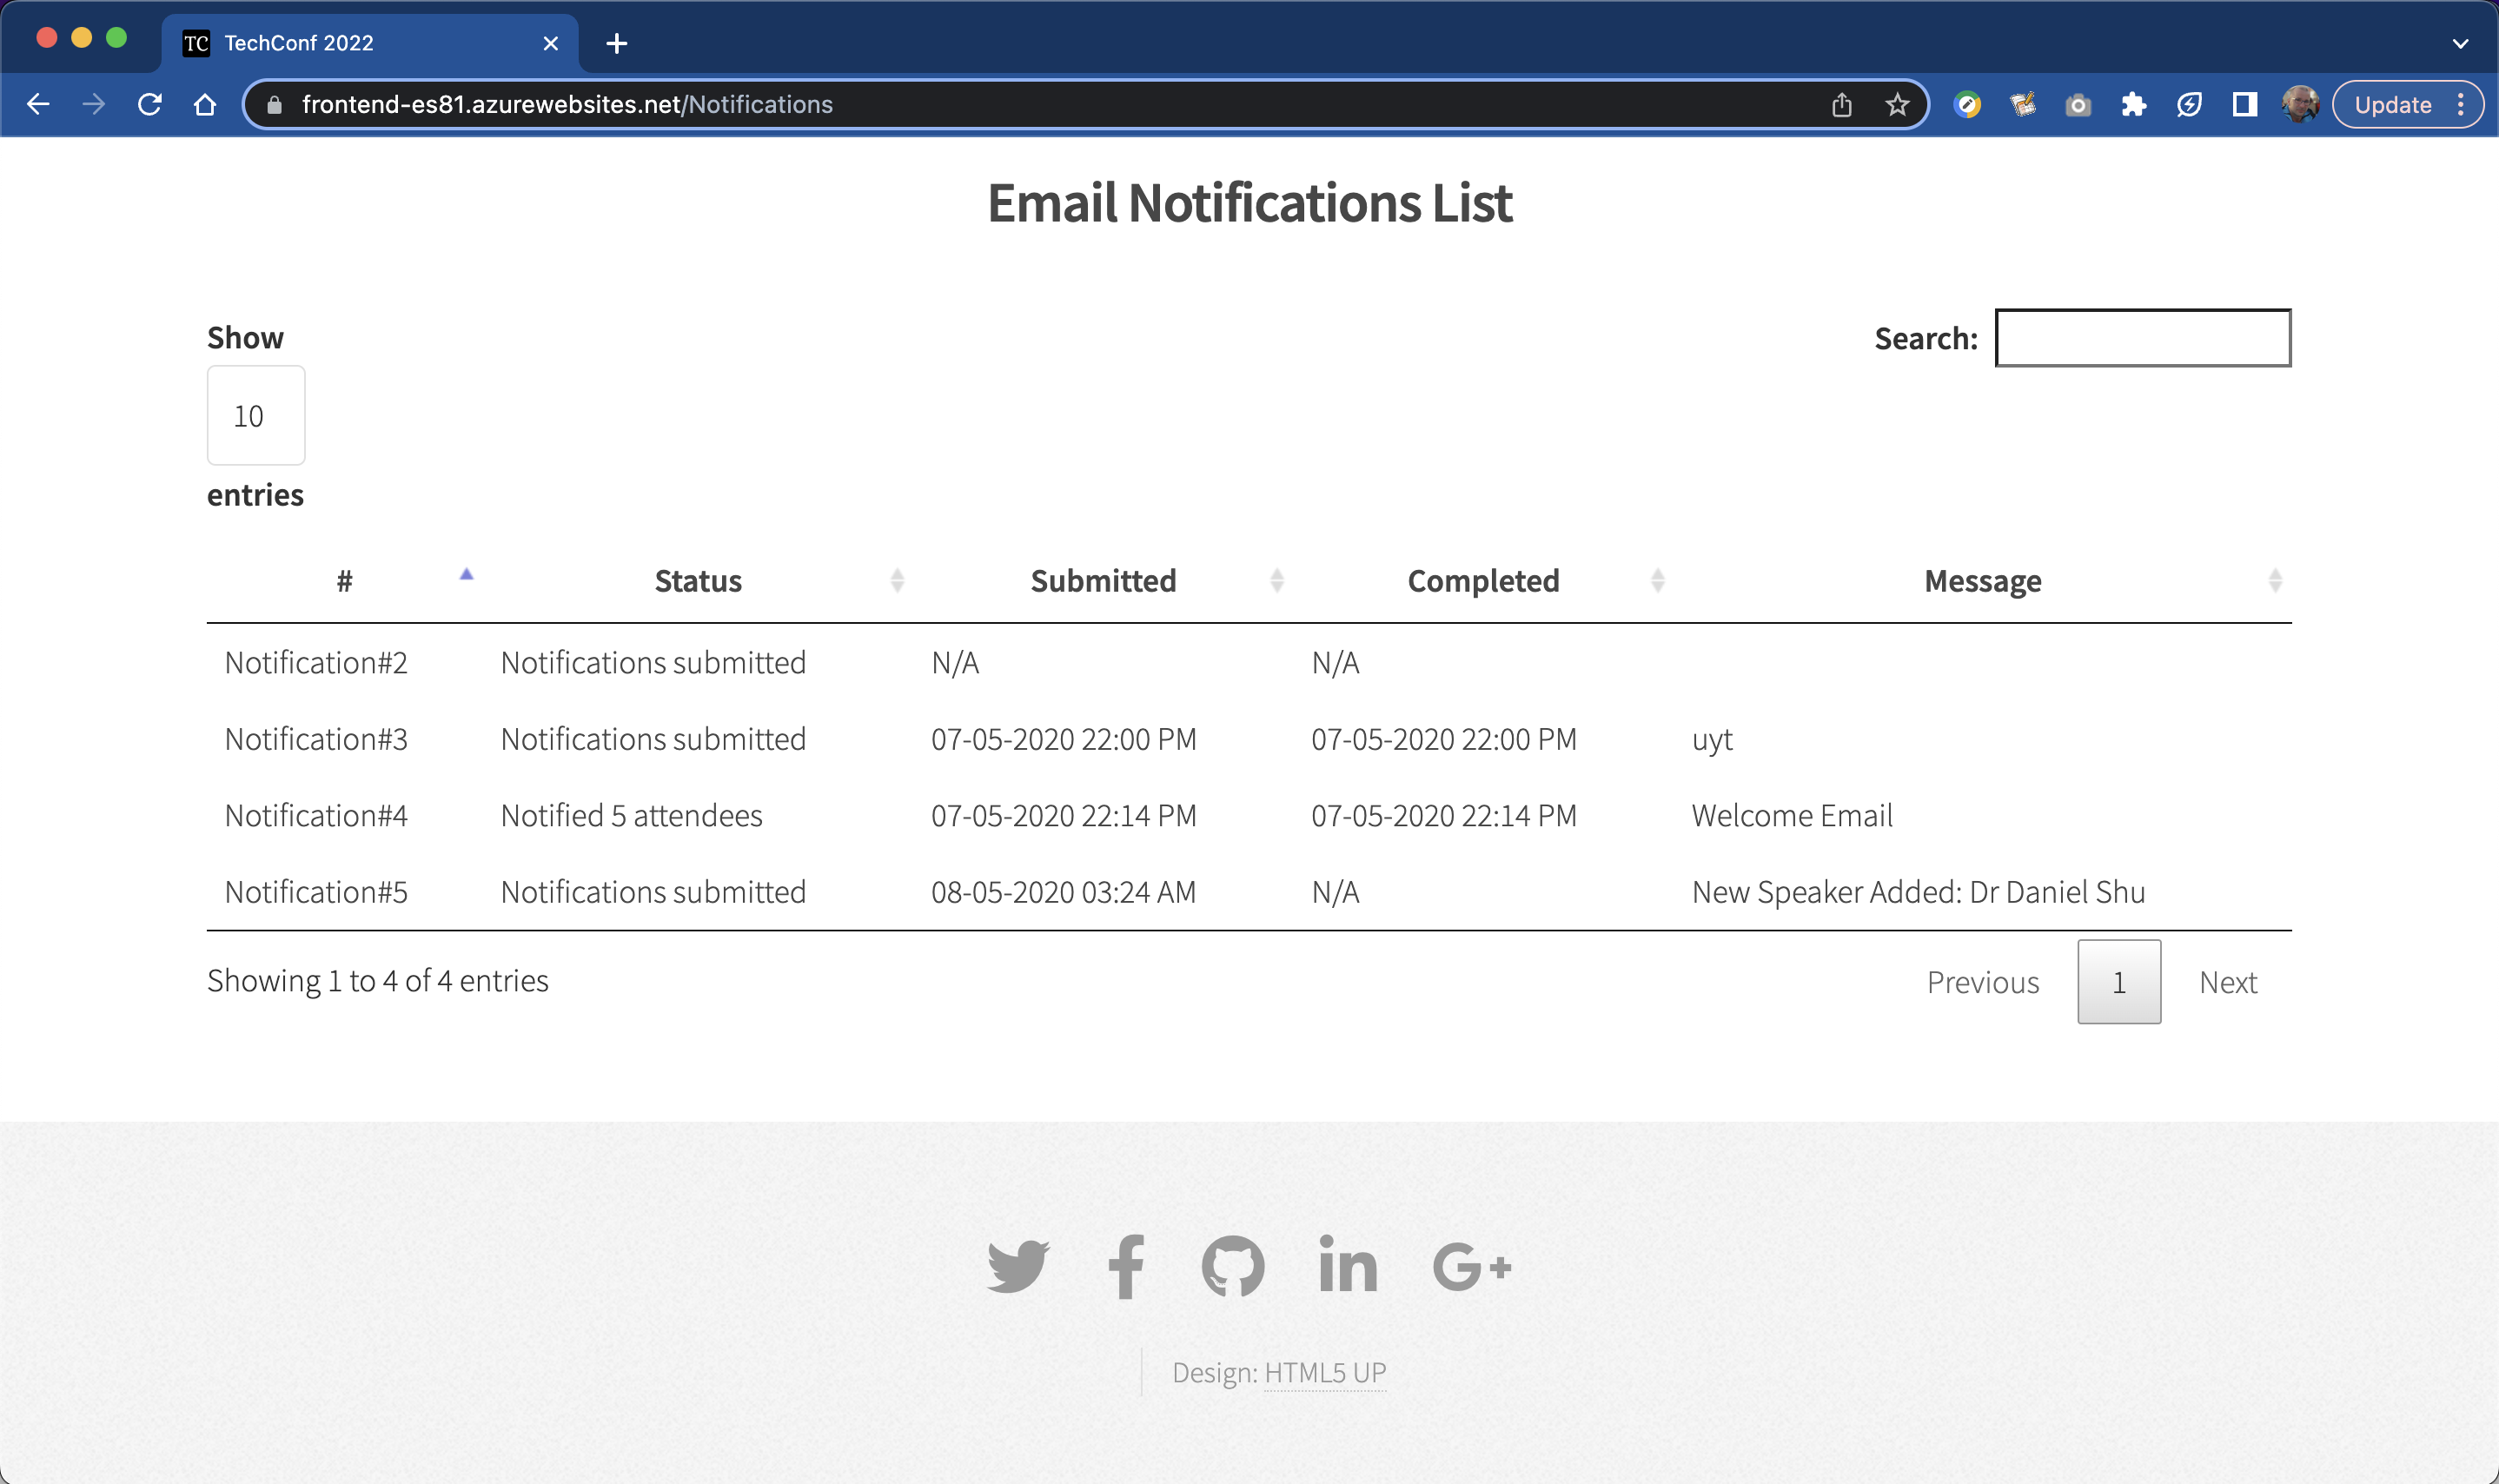 TC TechConf 2022
frontend-es81.azurewebsites.net/Notifications
Update
Email Notifications List
Show
10
entries
Search:
# Status Submitted Completed Message
Notification#2 Notifications submitted N/A N/A
Notification#3 Notifications submitted 07-05-2020 22:00 PM 07-05-2020 22:00 PM uyt
Notification#4 Notified 5 attendees 07-05-2020 22:14 PM 07-05-2020 22:14 PM Welcome Email
Notification#5 Notifications submitted 08-05-2020 03:24 AM N/A New Speaker Added: Dr Daniel Shu
Showing 1 to 4 of 4 entries
Previous 1 Next
Design: HTML5 UP